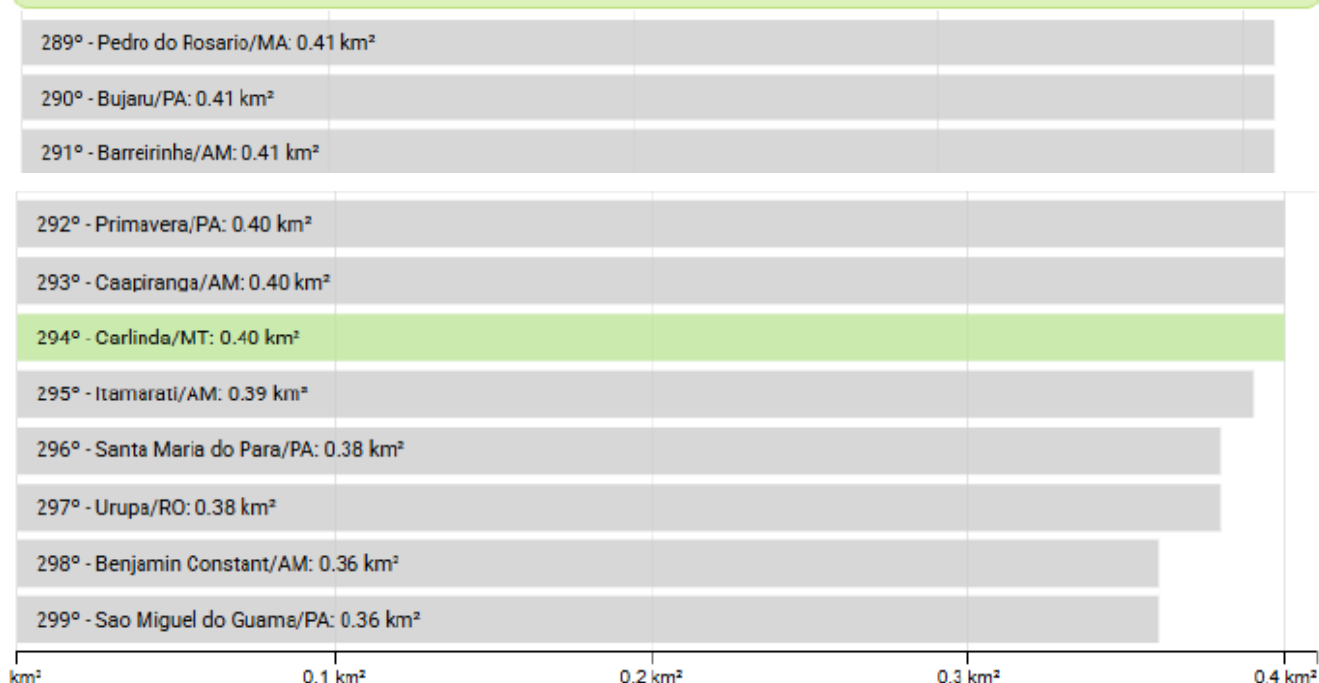 289º - Pedro do Rosario/MA: 0.41 km²
290º - Bujaru/PA: 0.41 km²
291º - Barreirinha/AM: 0.41 km²
292º - Primavera/PA: 0.40 km²
293º - Caapiranga/AM: 0.40 km²
294º - Carlinda/MT: 0.40 km²
295º - Itamarati/AM: 0.39 km²
296º - Santa Maria do Para/PA: 0.38 km²
297º - Urupa/RO: 0.38 km²
298º - Benjamin Constant/AM: 0.36 km²
299º - Sao Miguel do Guama/PA: 0.36 km²
km² 0.1 km² 0.2 km² 0.3 km² 0.4 km²